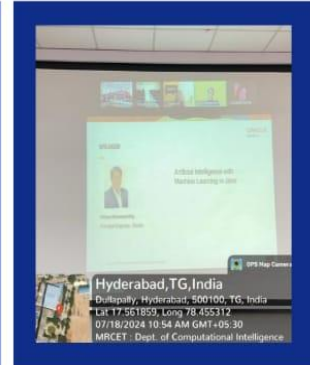 Artificial Intelligence with
Machine Learning in Java
GPS Map Camera
Hyderabad,TG,India
Dullapally, Hyderabad, 500100, TG, India
Lat 17.561859, Long 78.455312
07/18/2024 10:54 AM GMT+05:30
MRCET : Dept. of Computational Intelligence